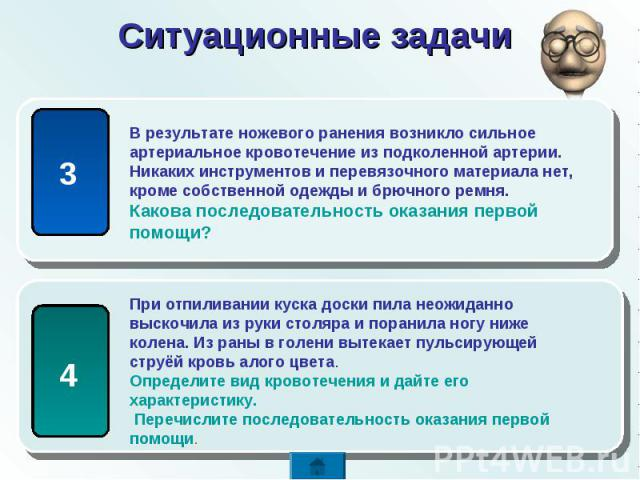 Ситуационные задачи
3
В результате ножевого ранения возникло сильное
артериальное кровотечение из подколенной артерии.
Никаких инструментов и перевязочного материала нет,
кроме собственной одежды и брючного ремня.
Какова последовательность оказания первой
помощи?
4
При отпиливании куска доски пила неожиданно
выскочила из руки столяра и поранила ногу ниже
колена. Из раны в голени вытекает пульсирующей
струёй кровь алого цвета.
Определите вид кровотечения и дайте его
характеристику.
Перечислите последовательность оказания первой
помощи.
PPt4WEB.ru